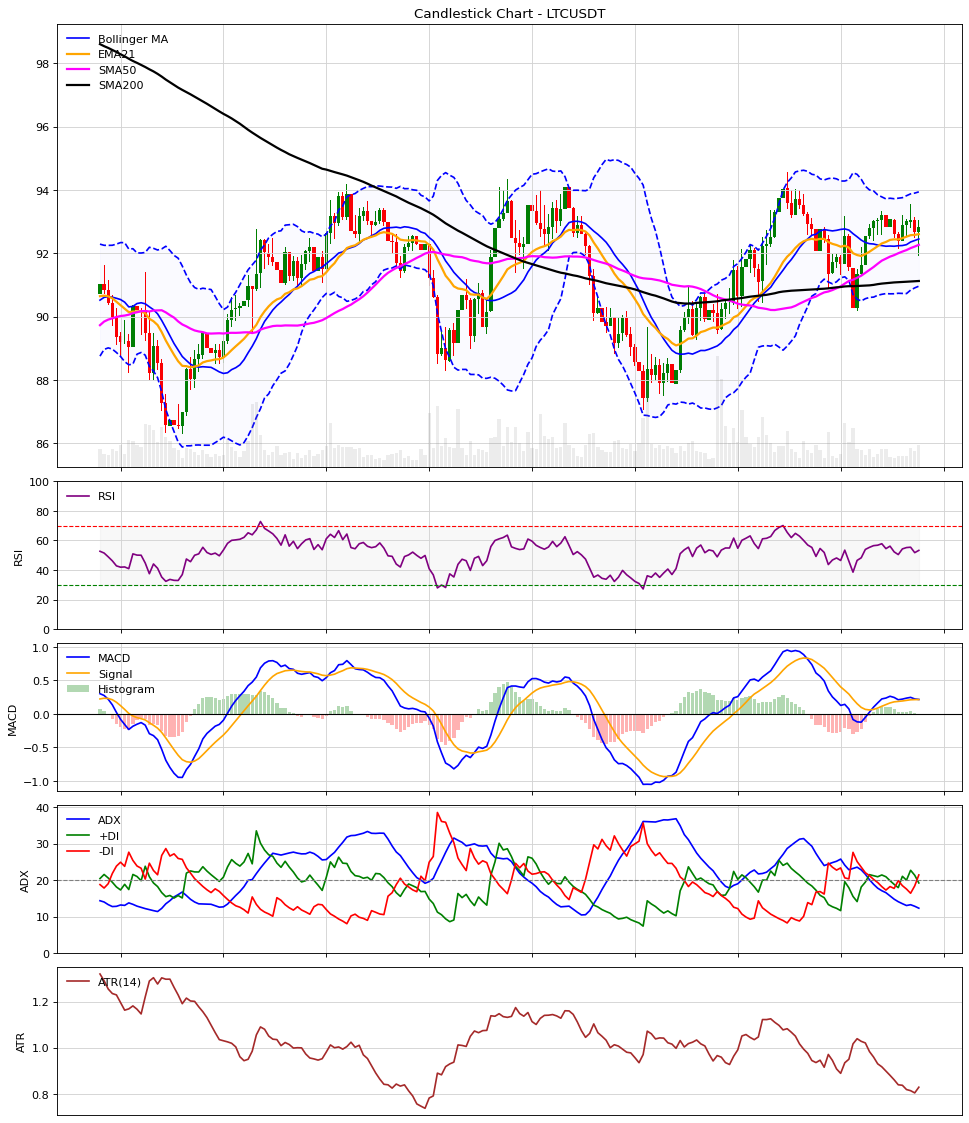 Candlestick Chart - LTCUSDT
Bollinger MA
EMA21
SMA50
SMA200
98
96
94
92
90
88
86
RSI
100
80
60
40
20
0
RSI
MACD
Signal
Histogram
1.0
0.5
0.0
−0.5
−1.0
MACD
ADX
+DI
-DI
40
30
20
10
0
ADX
ATR(14)
1.2
1.0
0.8
ATR